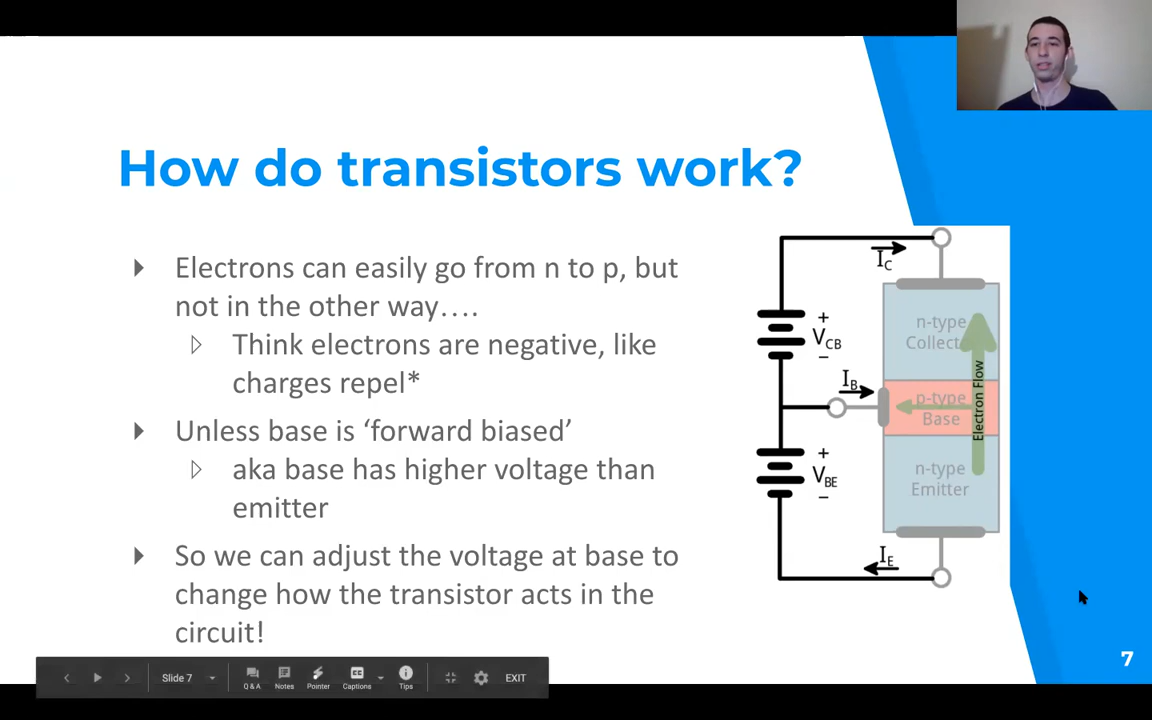 How do transistors work?
Electrons can easily go from n to p, but
not in the other way....
Think electrons are negative, like
charges repel*
Unless base is ‘forward biased’
aka base has higher voltage than
emitter
So we can adjust the voltage at base to
change how the transistor acts in the
circuit!
IC
+
VCB
−
IB
+
VBE
−
IE
n-type
Collect
p-type
Base
n-type
Emitter
Electron Flow
7
Slide 7
Q & A
Notes
Pointer
CC
Captions
Tips
EXIT